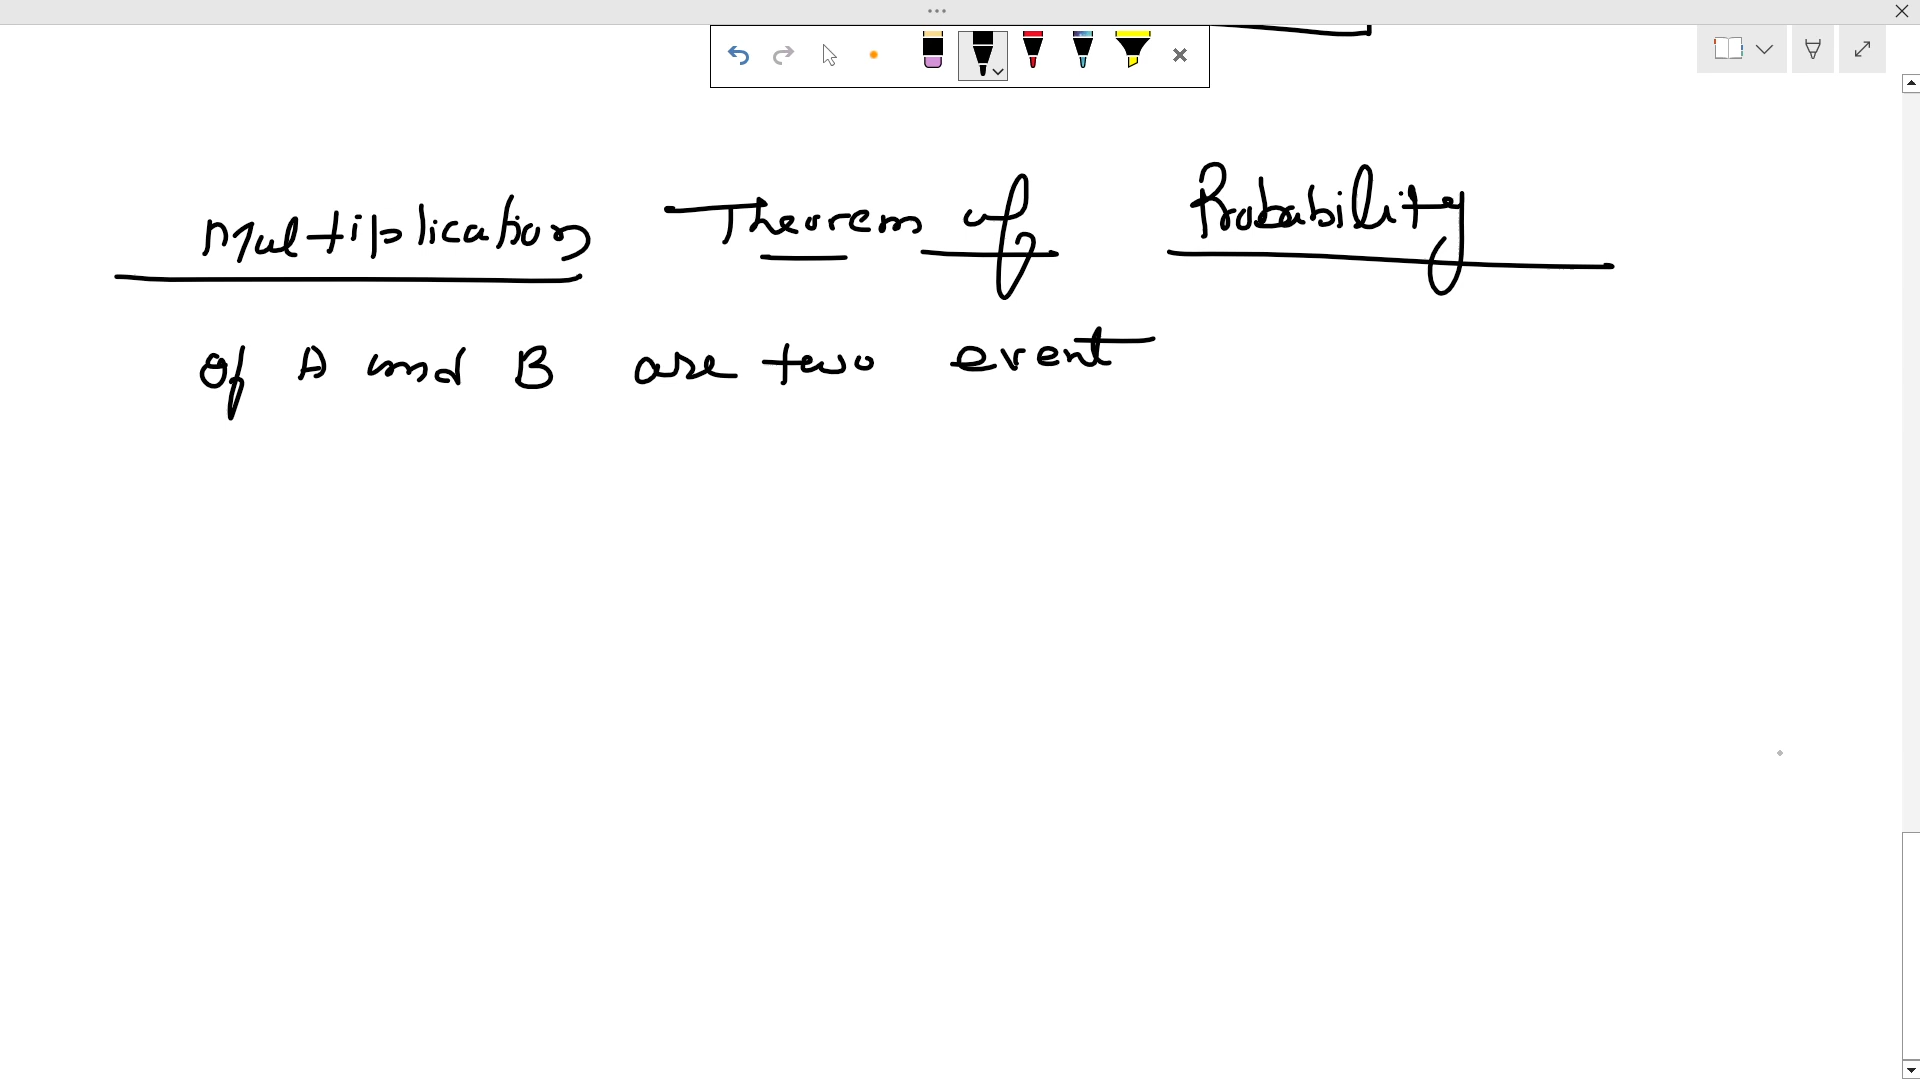 Multiplication Theorem of Probability
of A and B are two event